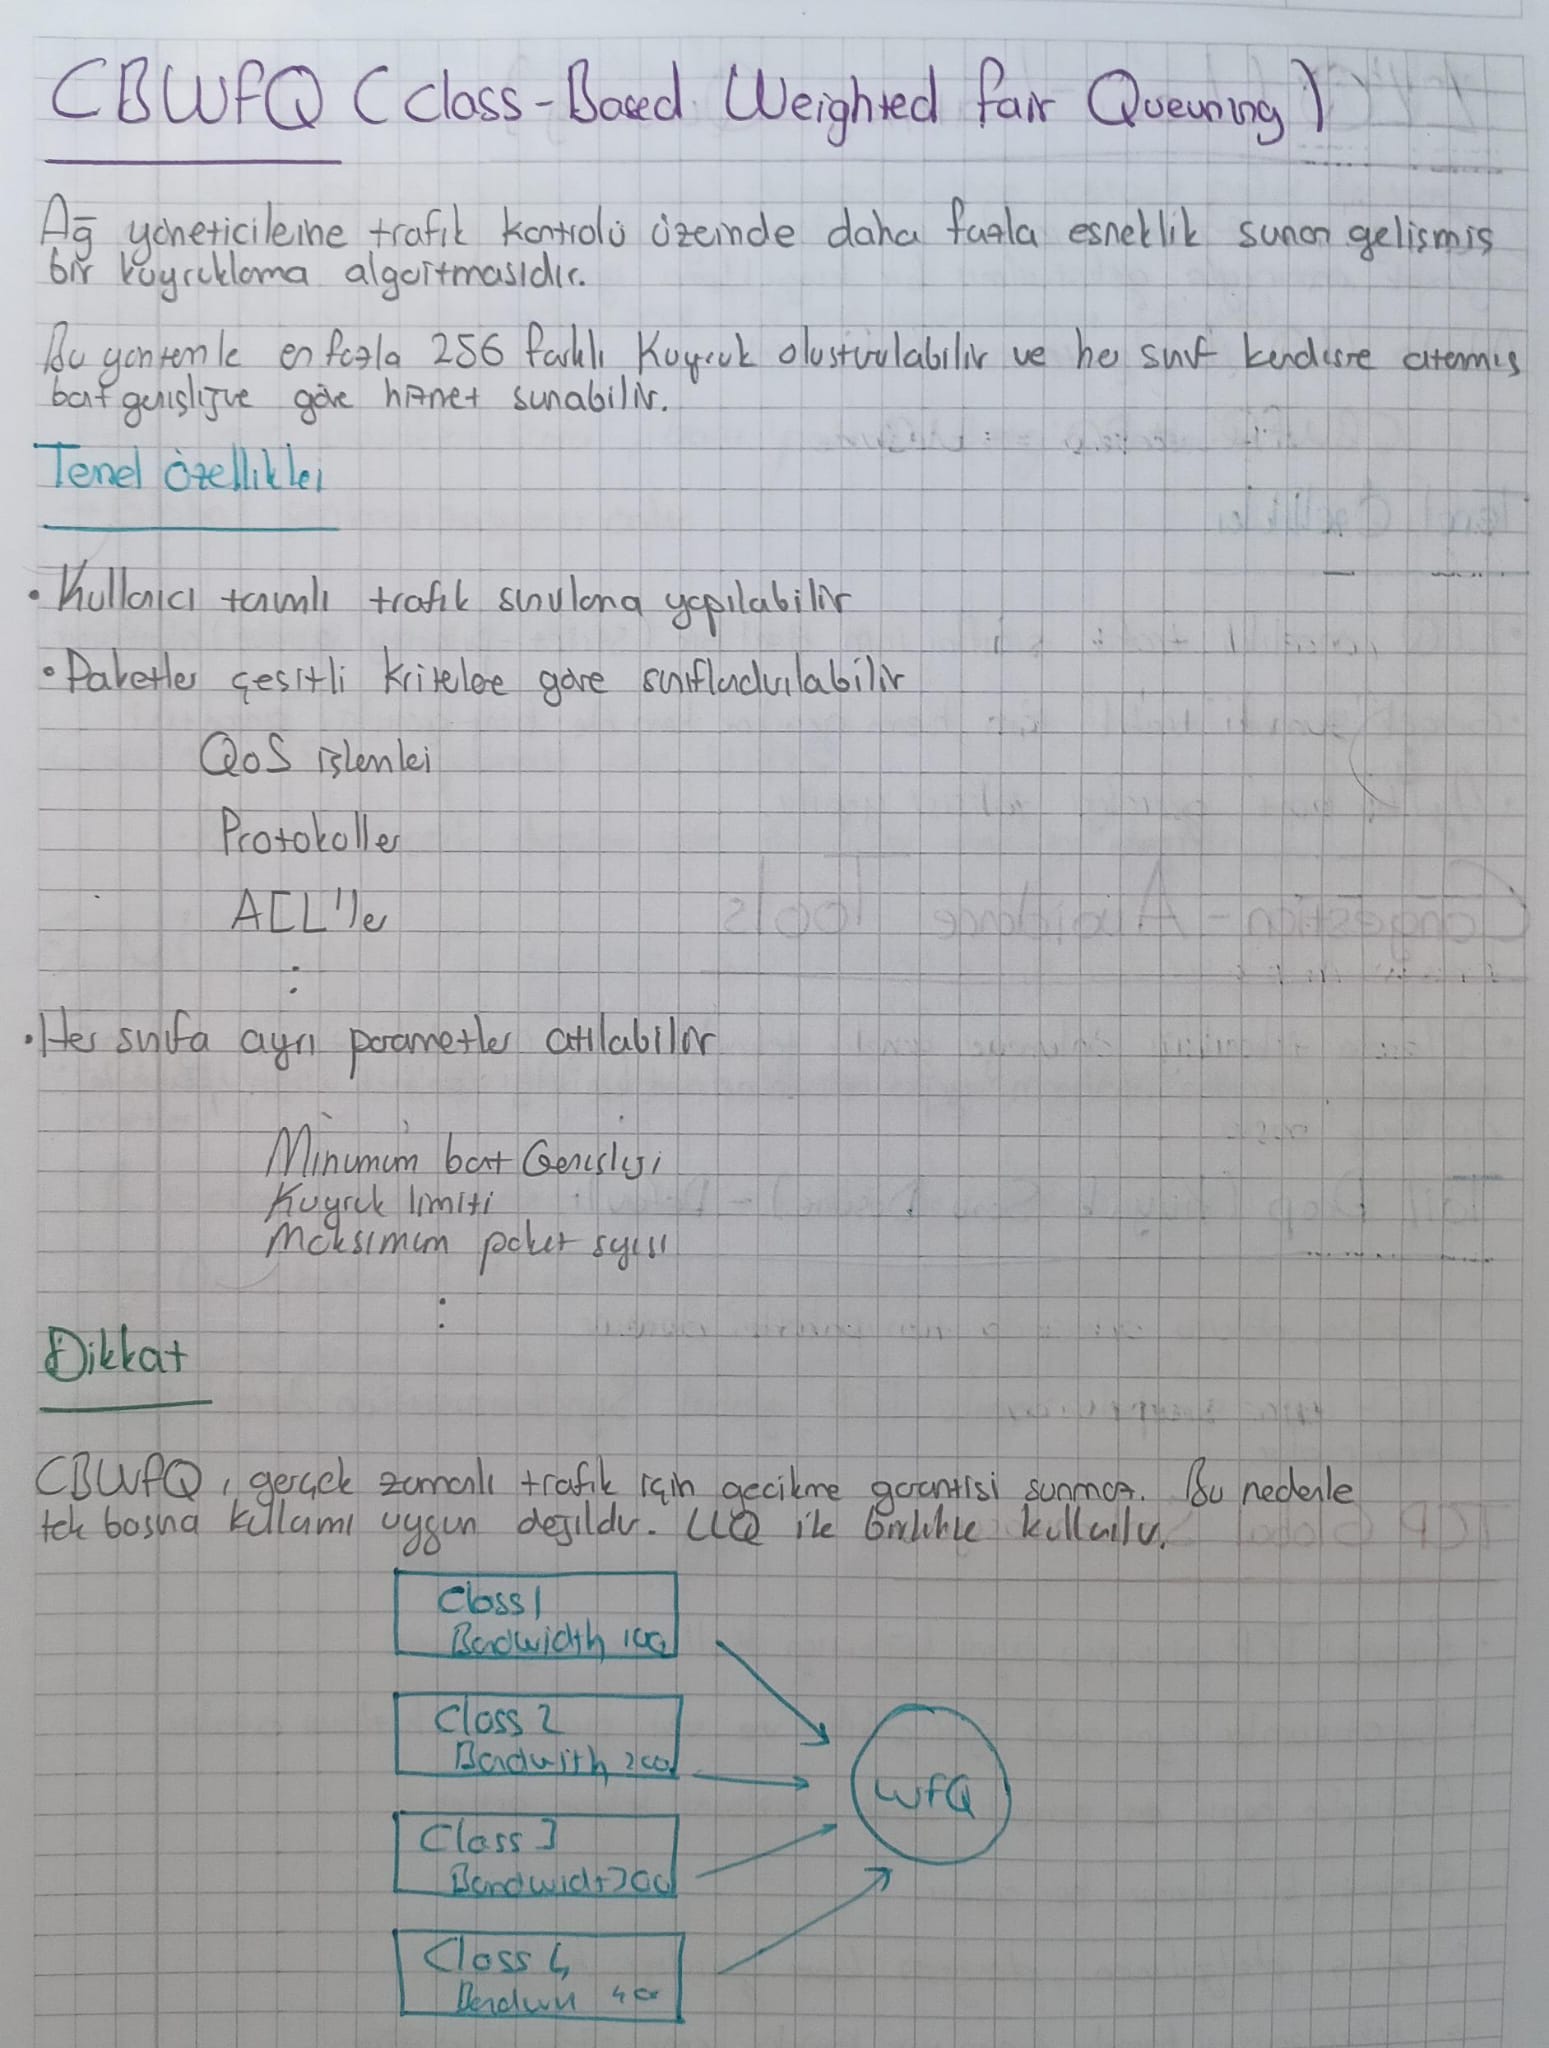 CBWFQ (Class-Based Weighted Fair Queuning)
Ağ yöneticilerine trafik kontrolü üzerinde daha fazla esneklik sunan gelişmiş
bir kuyruklama algoritmasıdır.
Bu yöntemle en fazla 256 farklı kuyruk oluşturulabilir ve her sınıf kendisine atanmış
bant genişliğine göre hizmet sunabilir.
Temel özellikler
• Kullanıcı tanımlı trafik sınıflama yapılabilir
• Paketler çeşitli kriterlere göre sınıflandırılabilir
QoS işlemleri
Protokoller
ACL'ler
:
• Her sınıfa ayrı parametreler atılabilir
Minimum bant Genişliği
Kuyruk limiti
Maksimum paket sayısı
:
Dikkat
CBWFQ, gerçek zamanlı trafik için gecikme garantisi sunmaz. Bu nedenle
tek başına kullanımı uygun değildir. LLQ ile birlikte kullanılır.
Class 1
Bandwidth 100
Class 2
Bandwith 200
WFQ
Class 3
Bandwidt 300
Class 4
400